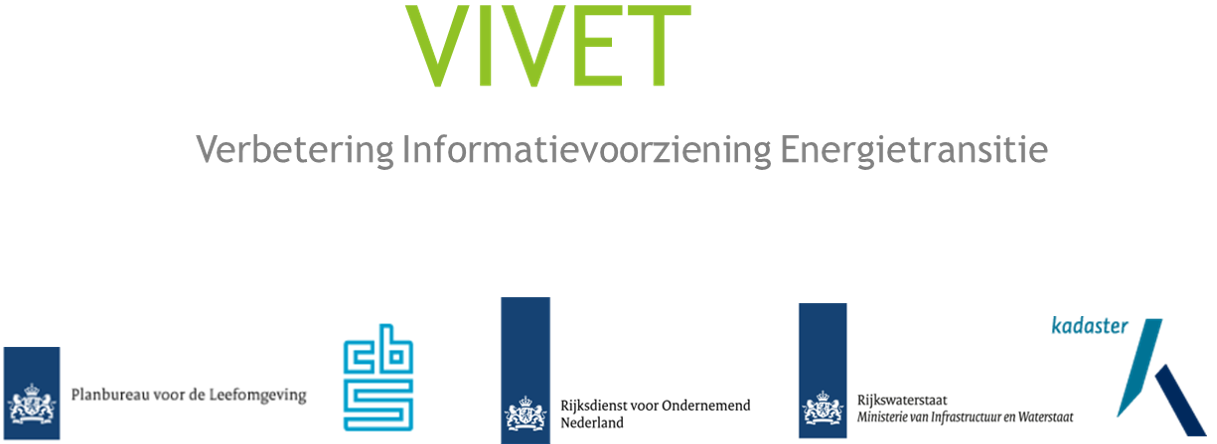 VIVET
Verbetering Informatievoorziening Energietransitie
Planbureau voor de Leefomgeving
cbs
Rijksdienst voor Ondernemend
Nederland
Rijkswaterstaat
Ministerie van Infrastructuur en Waterstaat
kadaster